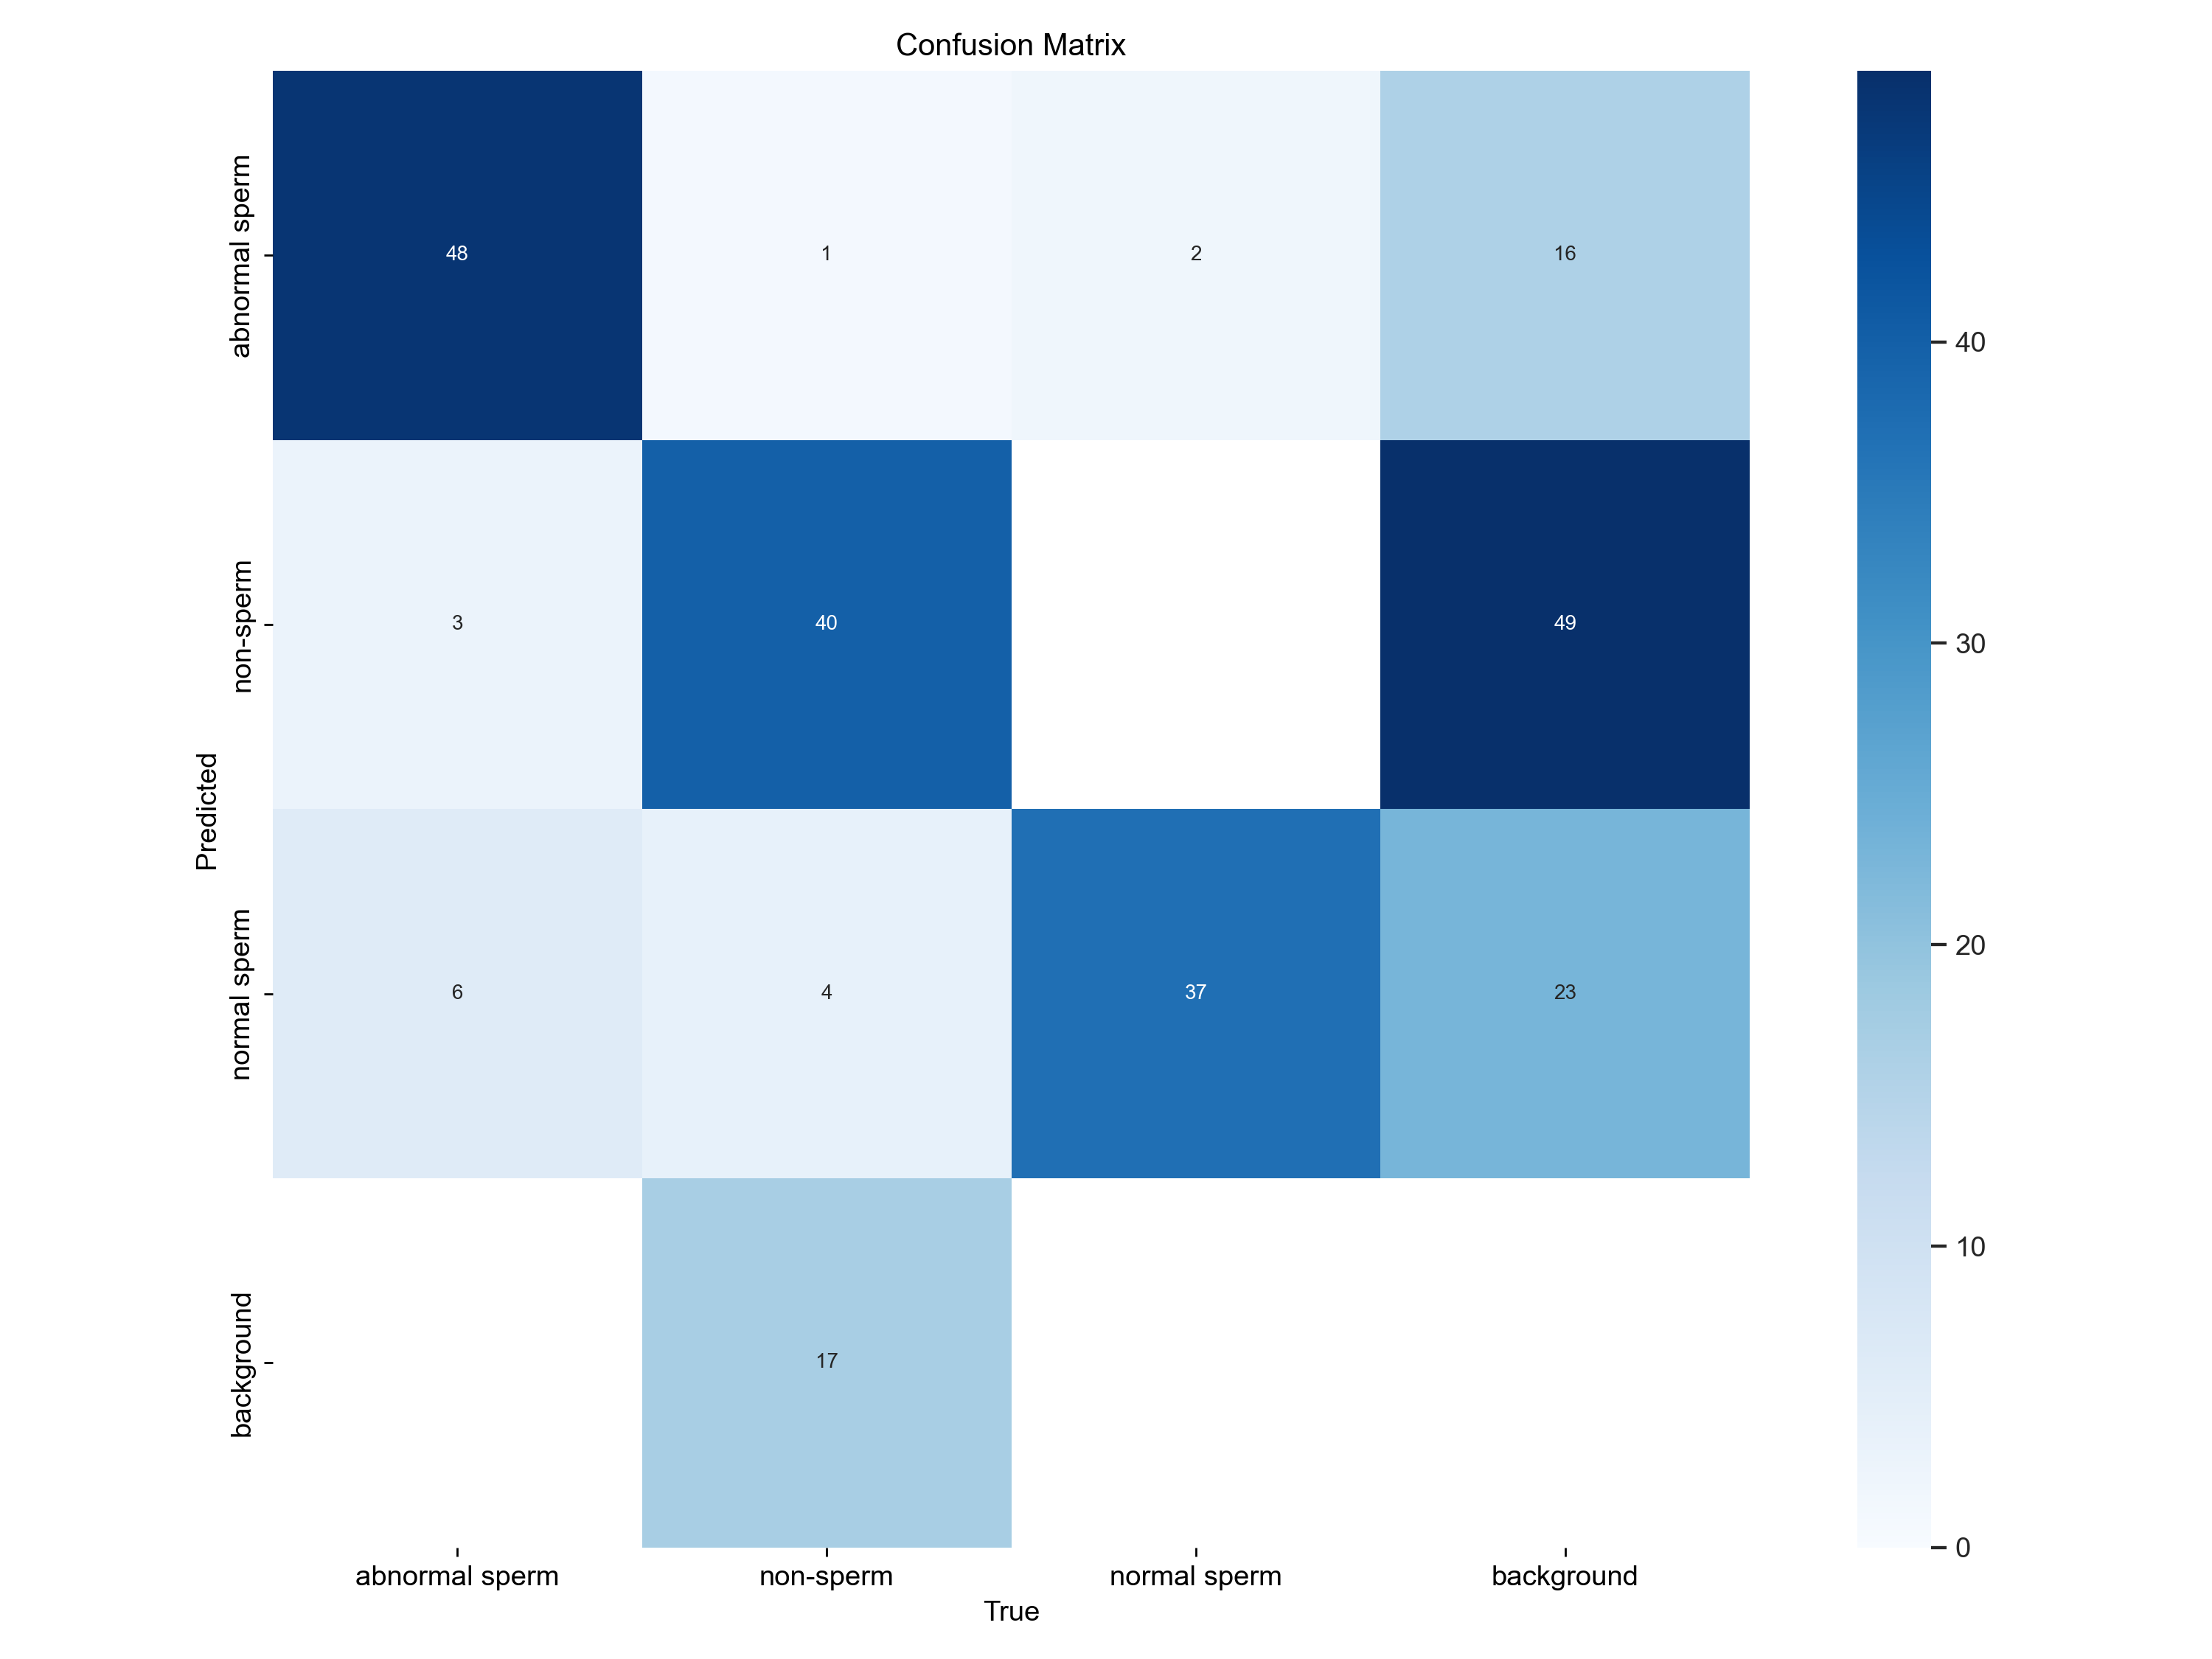 Confusion Matrix
abnormal sperm
48
1
2
16
non-sperm
3
40
49
normal sperm
6
4
37
23
background
17
Predicted
abnormal sperm
non-sperm
normal sperm
background
True
40
30
20
10
0